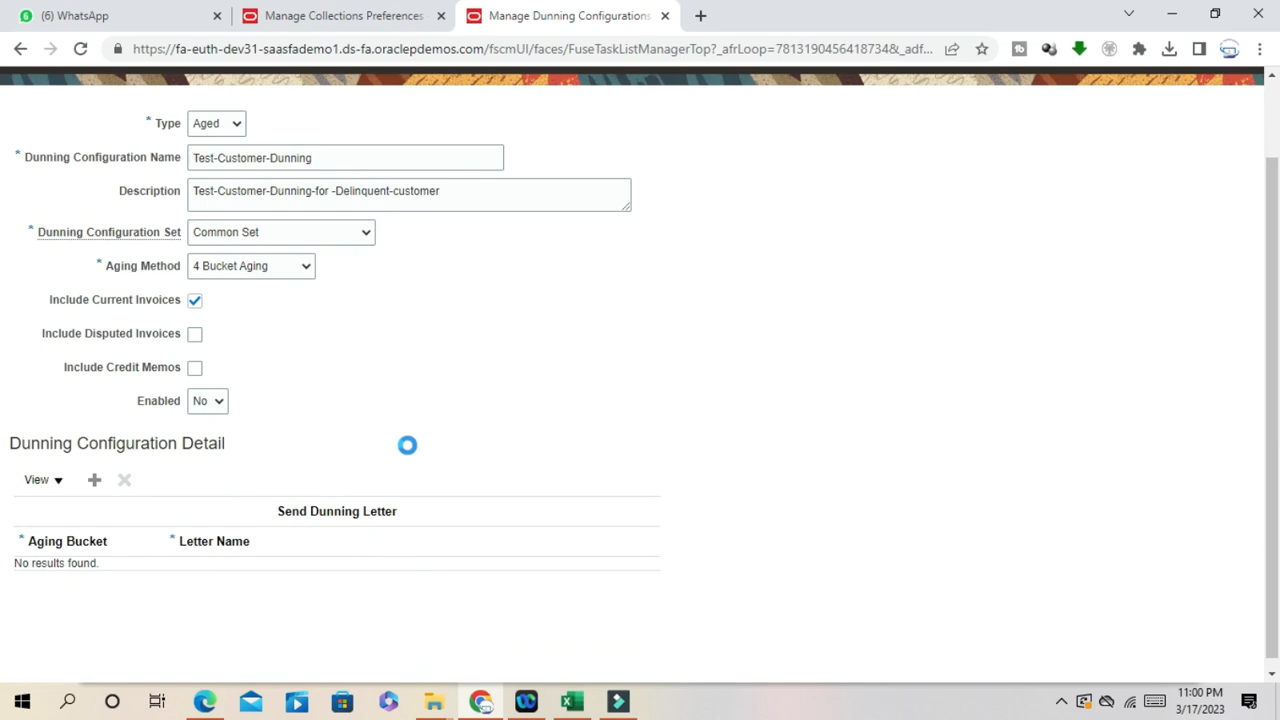 (6) WhatsApp
Manage Collections Preferences
Manage Dunning Configurations
https://fa-euth-dev31-saasfademo1.ds-fa.oraclepdemos.com/fscmUI/faces/FuseTaskListManagerTop?_afrLoop=78131904564187348&_adf...
* Type Aged
* Dunning Configuration Name Test-Customer-Dunning
Description Test-Customer-Dunning-for -Delinquent-customer
* Dunning Configuration Set Common Set
* Aging Method 4 Bucket Aging
Include Current Invoices
Include Disputed Invoices
Include Credit Memos
Enabled No
Dunning Configuration Detail
View
Send Dunning Letter
* Aging Bucket * Letter Name
No results found.
11:00 PM
3/17/2023